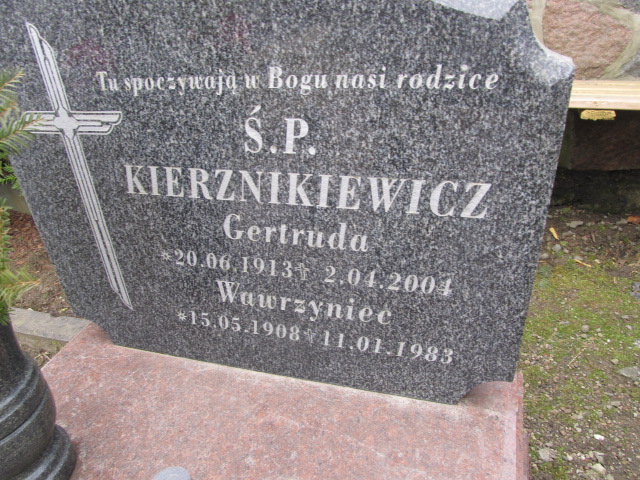 Tu spoczywają w Bogu nasi rodzice
Ś.P.
KIERZNIKIEWICZ
Gertruda
*20.06.1913 † 2.04.2004
Wawrzyniec
*15.05.1908 † 11.01.1983